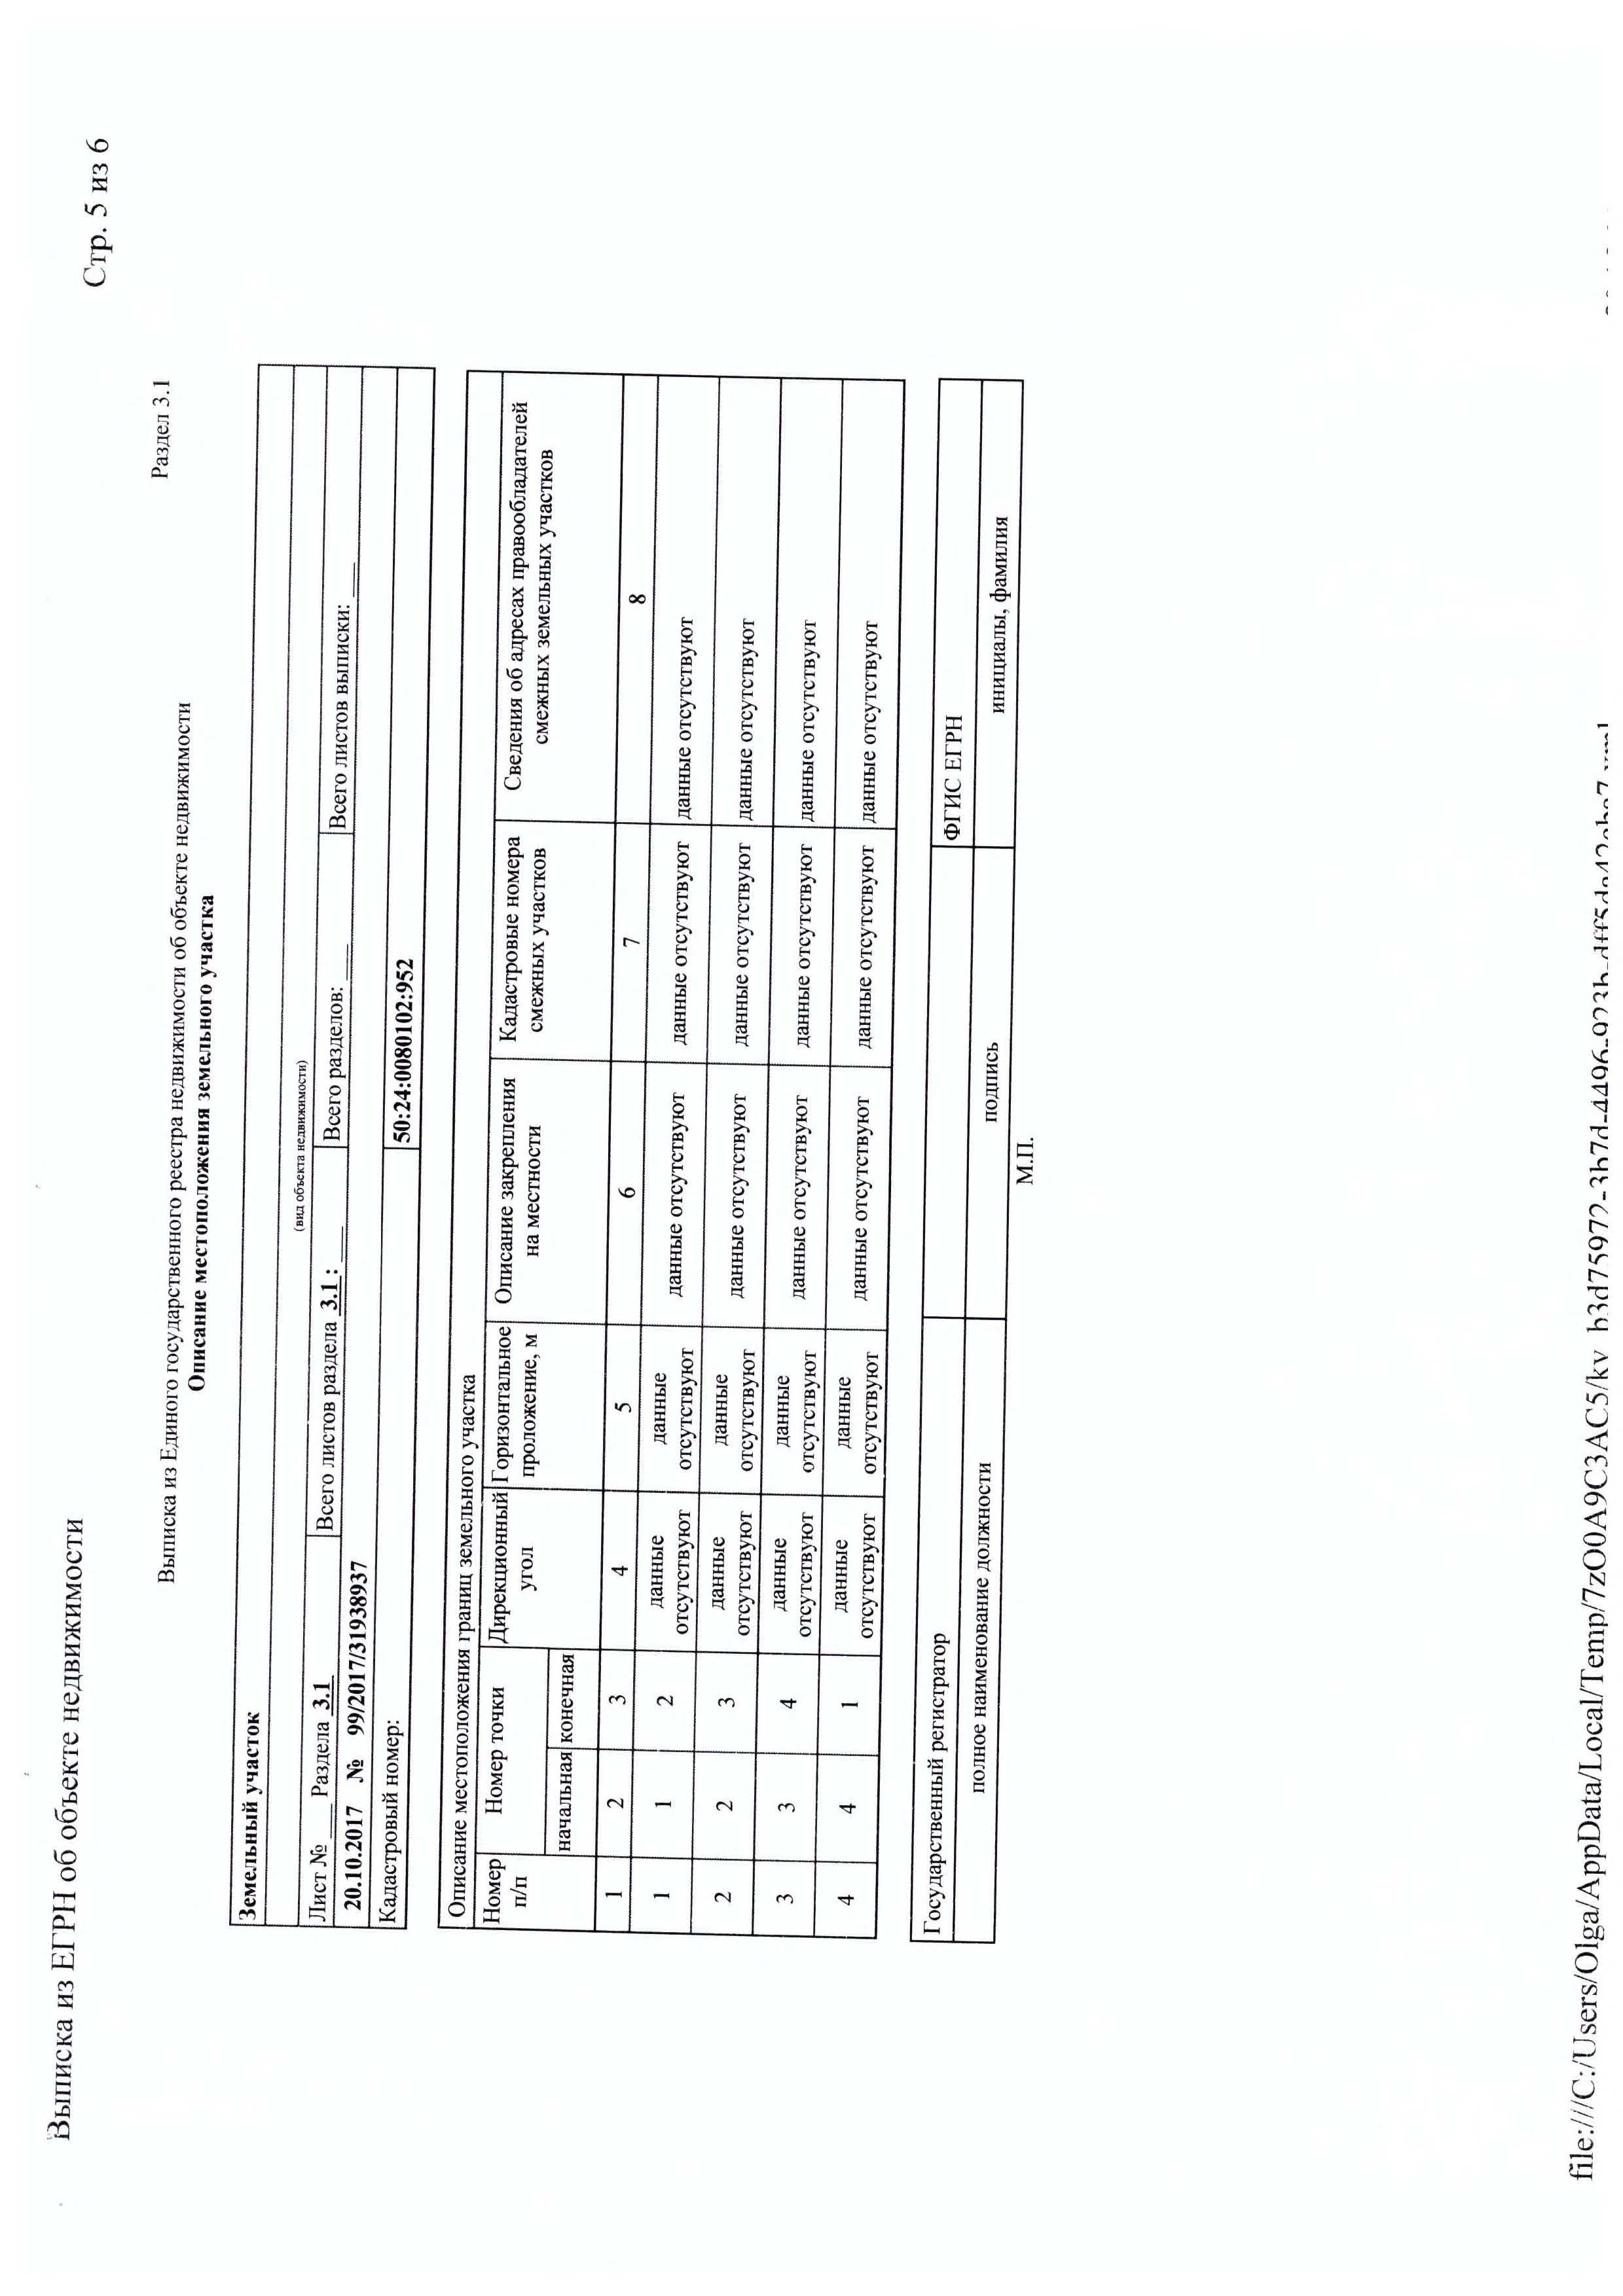 Выписка из ЕГРН об объекте недвижимости
Стр. 5 из 6
Раздел 3.1
Выписка из Единого государственного реестра недвижимости об объекте недвижимости
Описание местоположения земельного участка
Земельный участок
(вид объекта недвижимости)
Лист № ___ Раздела 3.1 Всего листов раздела 3.1 : ___ Всего разделов: ___ Всего листов выписки: ___
20.10.2017 № 99/2017/31938937
Кадастровый номер: 50:24:0080102:952
Описание местоположения границ земельного участка
Номер п/п
Номер точки
начальная конечная
Дирекционный угол
Горизонтальное проложение, м
Описание закрепления на местности
Кадастровые номера смежных участков
Сведения об адресах правообладателей смежных земельных участков
1 2 3 4 5 6 7 8
1 1 2 данные отсутствуют данные отсутствуют данные отсутствуют данные отсутствуют данные отсутствуют
2 2 3 данные отсутствуют данные отсутствуют данные отсутствуют данные отсутствуют данные отсутствуют
3 3 4 данные отсутствуют данные отсутствуют данные отсутствуют данные отсутствуют данные отсутствуют
4 4 1 данные отсутствуют данные отсутствуют данные отсутствуют данные отсутствуют данные отсутствуют
Государственный регистратор ФГИС ЕГРН
полное наименование должности подпись инициалы, фамилия
М.П.